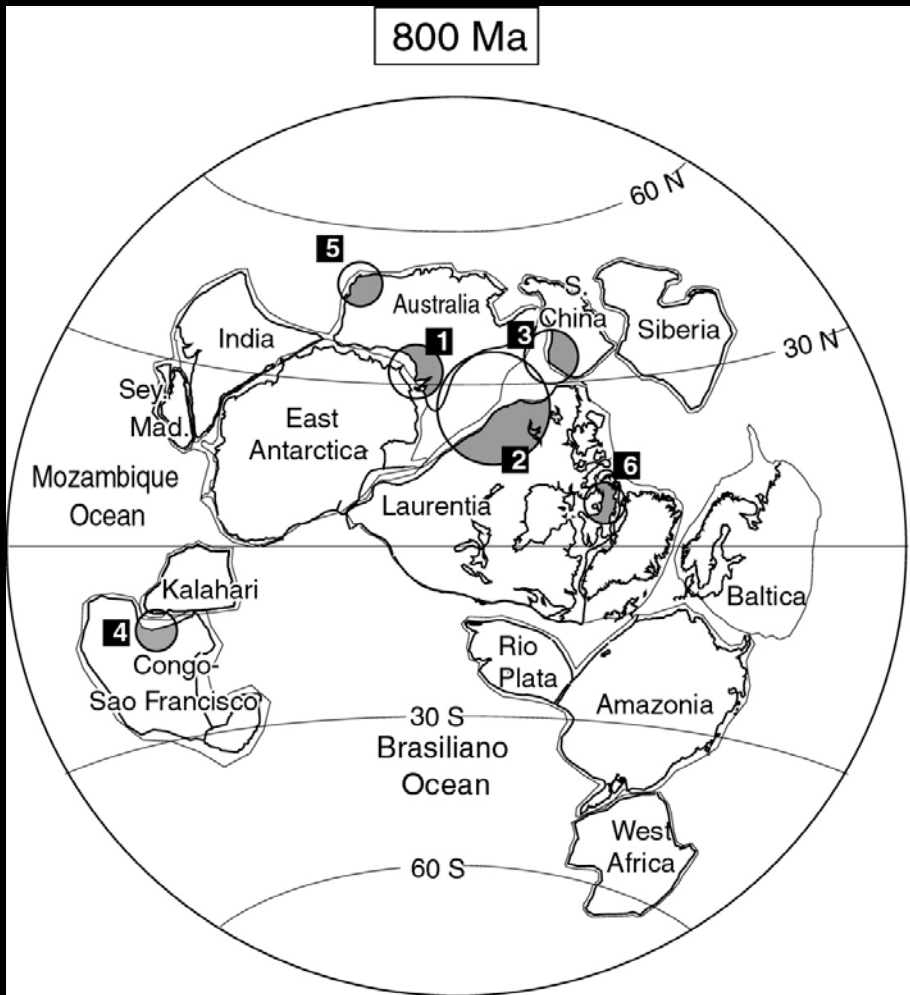 800 Ma
60 N
5
Australia
S.
China
Siberia
India
1
3
30 N
Sey.
Mad.
East
Antarctica
2
Mozambique
Ocean
Laurentia
6
Kalahari
Baltica
4
Congo-
Sao Francisco
Rio
Plata
Amazonia
30 S
Brasiliano
Ocean
West
Africa
60 S